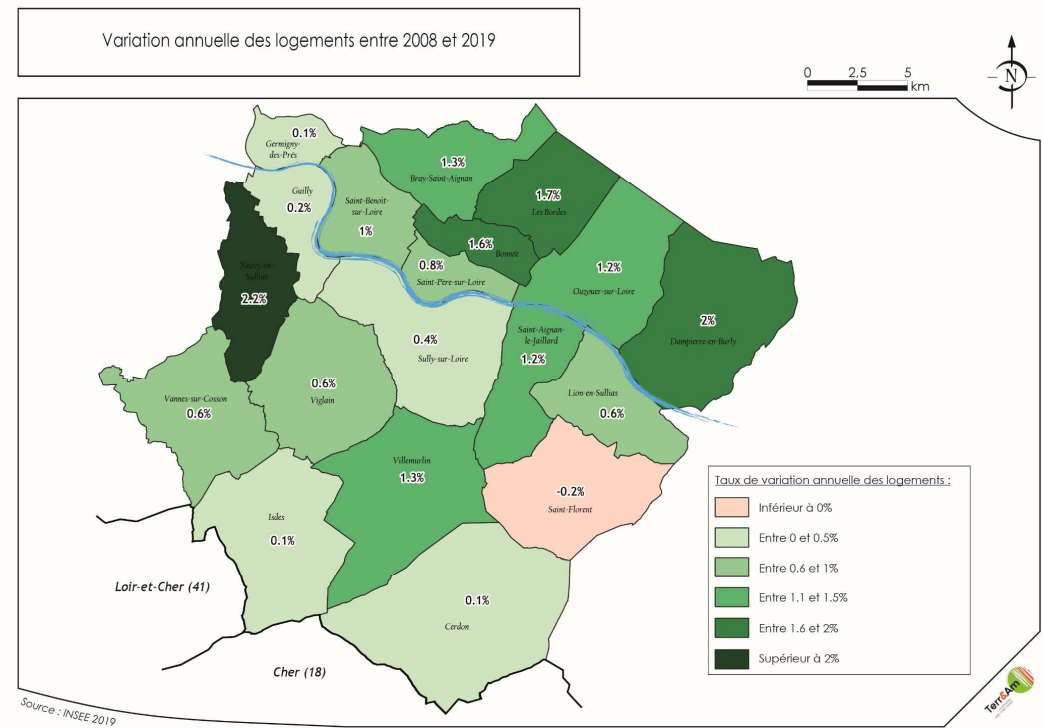 Variation annuelle des logements entre 2008 et 2019
0 2,5 5
km
N
0.1%
Germigny-
des-Prés
Guilly
0.2%
Saint-Benoit-
sur-Loire
1%
1.3%
Bray-Saint-Aignan
1.7%
Les Bordes
1.6%
Bonnée
0.8%
Saint-Père-sur-Loire
1.2%
Ouzouer-sur-Loire
2%
Dampierre-en-Burly
Neuvy-en-
Sullias
2.2%
0.4%
Sully-sur-Loire
Saint-Aignan-
le-Jaillard
1.2%
Lion-en-Sullias
0.6%
Vannes-sur-Cosson
0.6%
0.6%
Viglain
Villemurlin
1.3%
-0.2%
Saint-Florent
Isdes
0.1%
0.1%
Cerdon
Loir-et-Cher (41)
Cher (18)
Taux de variation annuelle des logements :
Inférieur à 0%
Entre 0 et 0.5%
Entre 0.6 et 1%
Entre 1.1 et 1.5%
Entre 1.6 et 2%
Supérieur à 2%
Source : INSEE 2019
Terr&Am